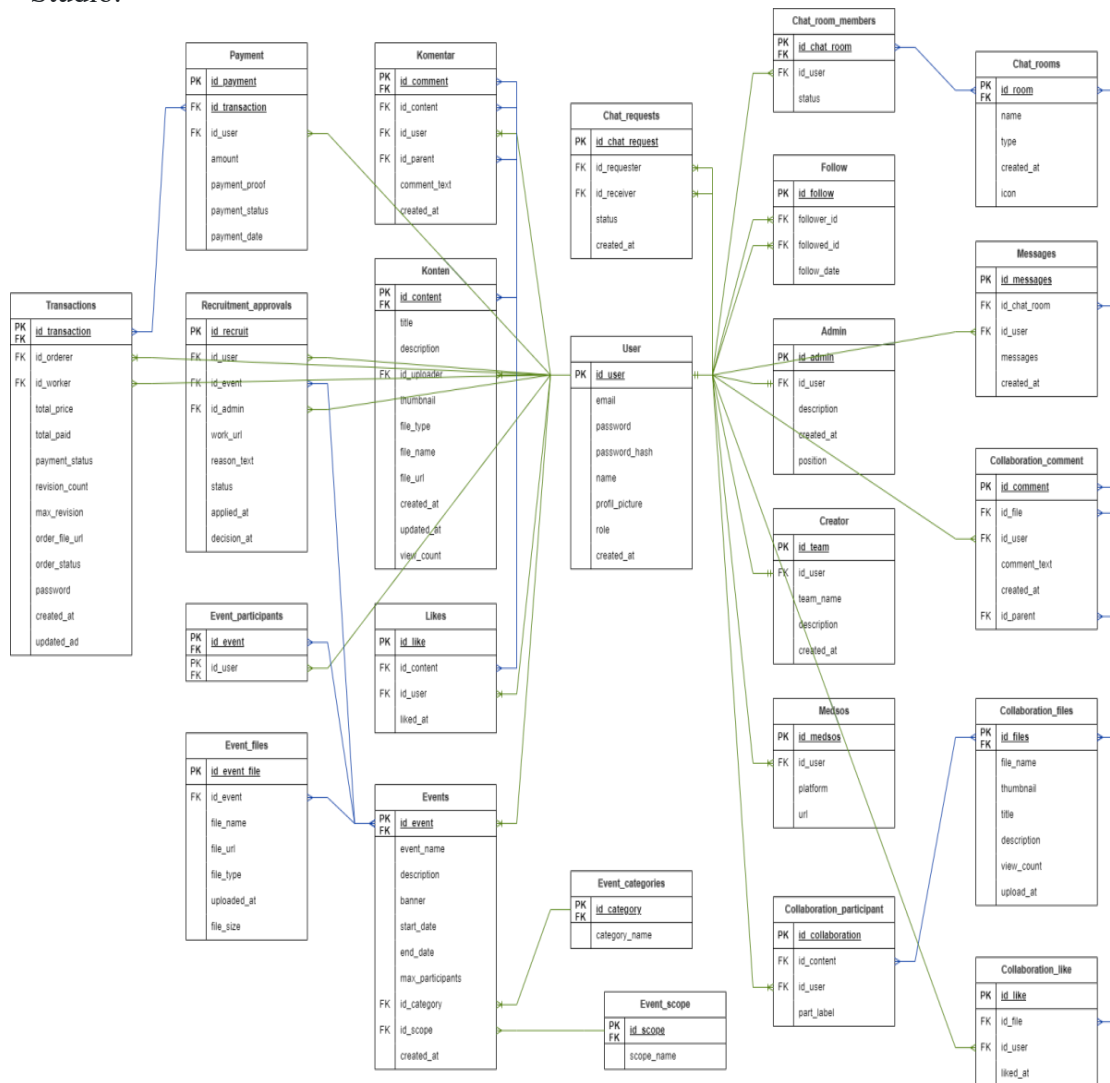 Studio.
Payment
PK id_payment
FK id_transaction
FK id_user
amount
payment_proof
payment_status
payment_date
Komentar
PK FK id_comment
FK id_content
FK id_user
FK id_parent
comment_text
created_at
Chat_requests
PK id_chat_request
FK id_requester
FK id_receiver
status
created_at
Chat_room_members
PK FK id_chat_room
FK id_user
status
Chat_rooms
PK FK id_room
name
type
created_at
icon
Follow
PK id_follow
FK follower_id
FK followed_id
follow_date
Messages
PK id_messages
FK id_chat_room
FK id_user
messages
created_at
Transactions
PK FK id_transaction
FK id_orderer
FK id_worker
total_price
total_paid
payment_status
revision_count
max_revision
order_file_url
order_status
password
created_at
updated_ad
Recruitment_approvals
PK id_recruit
FK id_user
FK id_event
FK id_admin
work_url
reason_text
status
applied_at
decision_at
Konten
PK FK id_content
title
description
FK id_uploader
thumbnail
file_type
file_name
file_url
created_at
updated_at
view_count
User
PK id_user
email
password
password_hash
name
profil_picture
role
created_at
Admin
PK id_admin
FK id_user
description
created_at
position
Collaboration_comment
PK id_comment
FK id_file
FK id_user
comment_text
created_at
FK id_parent
Creator
PK id_team
FK id_user
team_name
description
created_at
Event_participants
PK FK id_event
PK FK id_user
Likes
PK id_like
FK id_content
FK id_user
liked_at
Medsos
PK id_medsos
FK id_user
platform
url
Collaboration_files
PK FK id_files
file_name
thumbnail
title
description
view_count
upload_at
Event_files
PK id_event_file
FK id_event
file_name
file_url
file_type
uploaded_at
file_size
Events
PK FK id_event
event_name
description
banner
start_date
end_date
max_participants
FK id_category
FK id_scope
created_at
Event_categories
PK FK id_category
category_name
Event_scope
PK FK id_scope
scope_name
Collaboration_participant
PK id_collaboration
FK id_content
FK id_user
part_label
Collaboration_like
PK id_like
FK id_file
FK id_user
liked_at